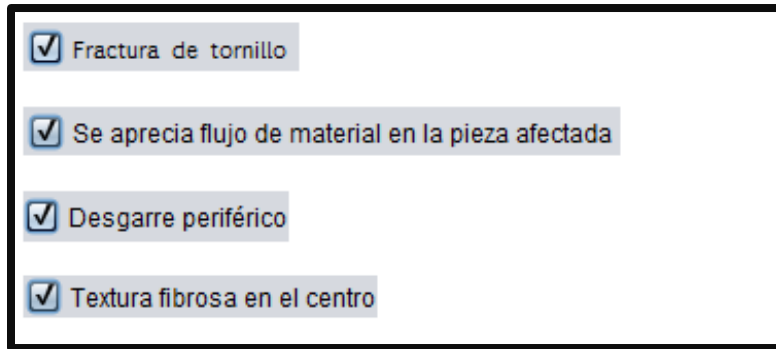 Fractura de tornillo
Se aprecia flujo de material en la pieza afectada
Desgarre periférico
Textura fibrosa en el centro